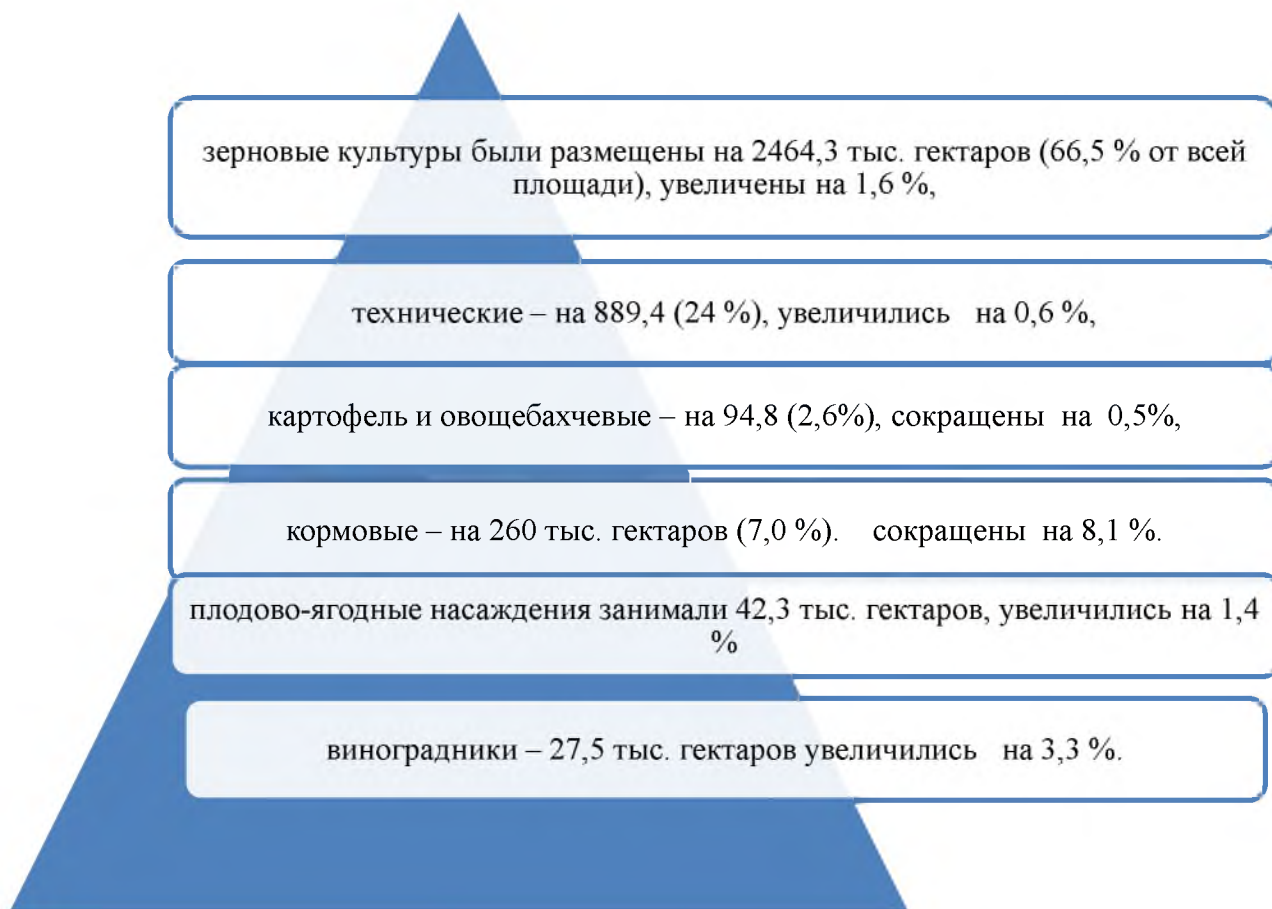 зерновые культуры были размещены на 2464,3 тыс. гектаров (66,5 % от всей
площади), увеличены на 1,6 %,
технические – на 889,4 (24 %), увеличились на 0,6 %,
картофель и овощебахчевые – на 94,8 (2,6%), сокращены на 0,5%,
кормовые – на 260 тыс. гектаров (7,0 %). сокращены на 8,1 %.
плодово-ягодные насаждения занимали 42,3 тыс. гектаров, увеличились на 1,4
%
виноградники – 27,5 тыс. гектаров увеличились на 3,3 %.